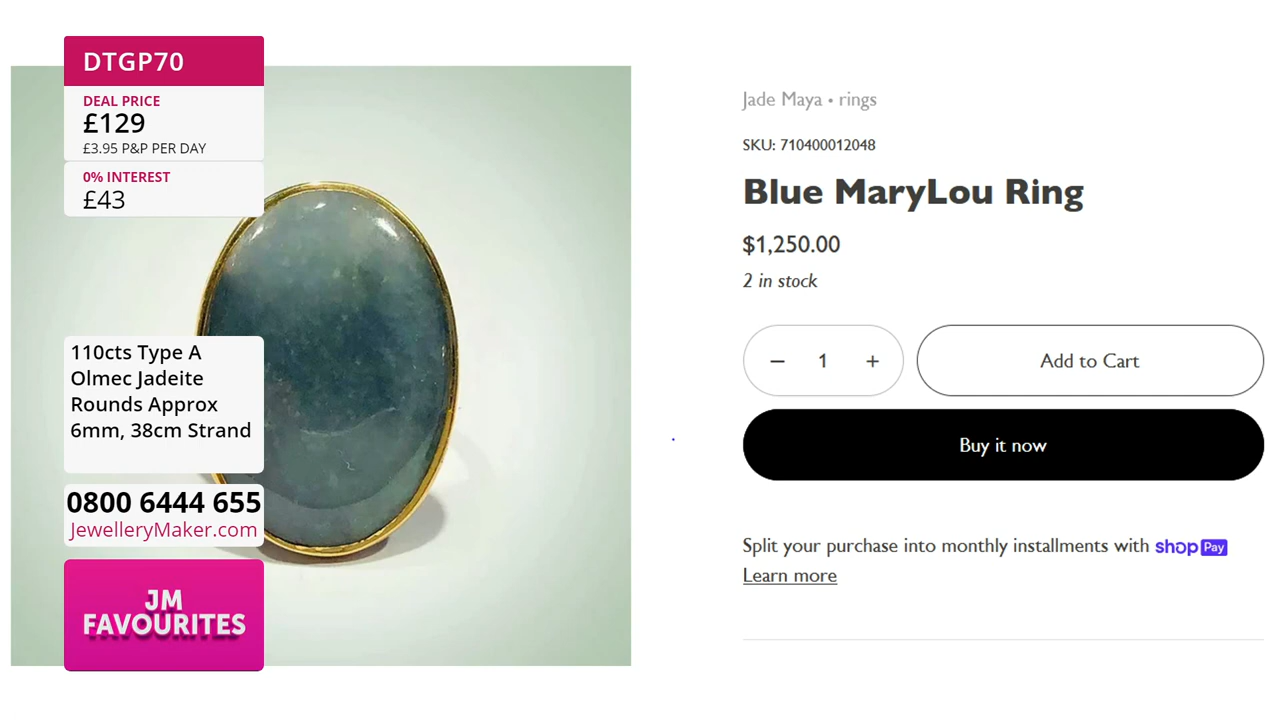 DTGP70
DEAL PRICE
£129
£3.95 P&P PER DAY
0% INTEREST
£43
110cts Type A
Olmec Jadeite
Rounds Approx
6mm, 38cm Strand
0800 6444 655
JewelleryMaker.com
JM
FAVOURITES
Jade Maya • rings
SKU: 710400012048
Blue MaryLou Ring
$1,250.00
2 in stock
− 1 +
Add to Cart
Buy it now
Split your purchase into monthly installments with shop Pay
Learn more